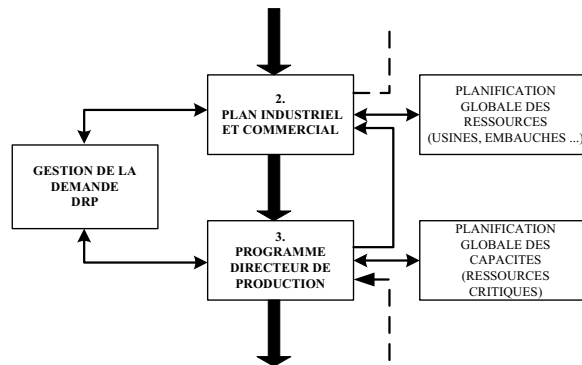 2.
PLAN INDUSTRIEL
ET COMMERCIAL
PLANIFICATION
GLOBALE DES
RESSOURCES
(USINES, EMBAUCHES ...)
GESTION DE LA
DEMANDE
DRP
3.
PROGRAMME
DIRECTEUR DE
PRODUCTION
PLANIFICATION
GLOBALE DES
CAPACITES
(RESSOURCES
CRITIQUES)